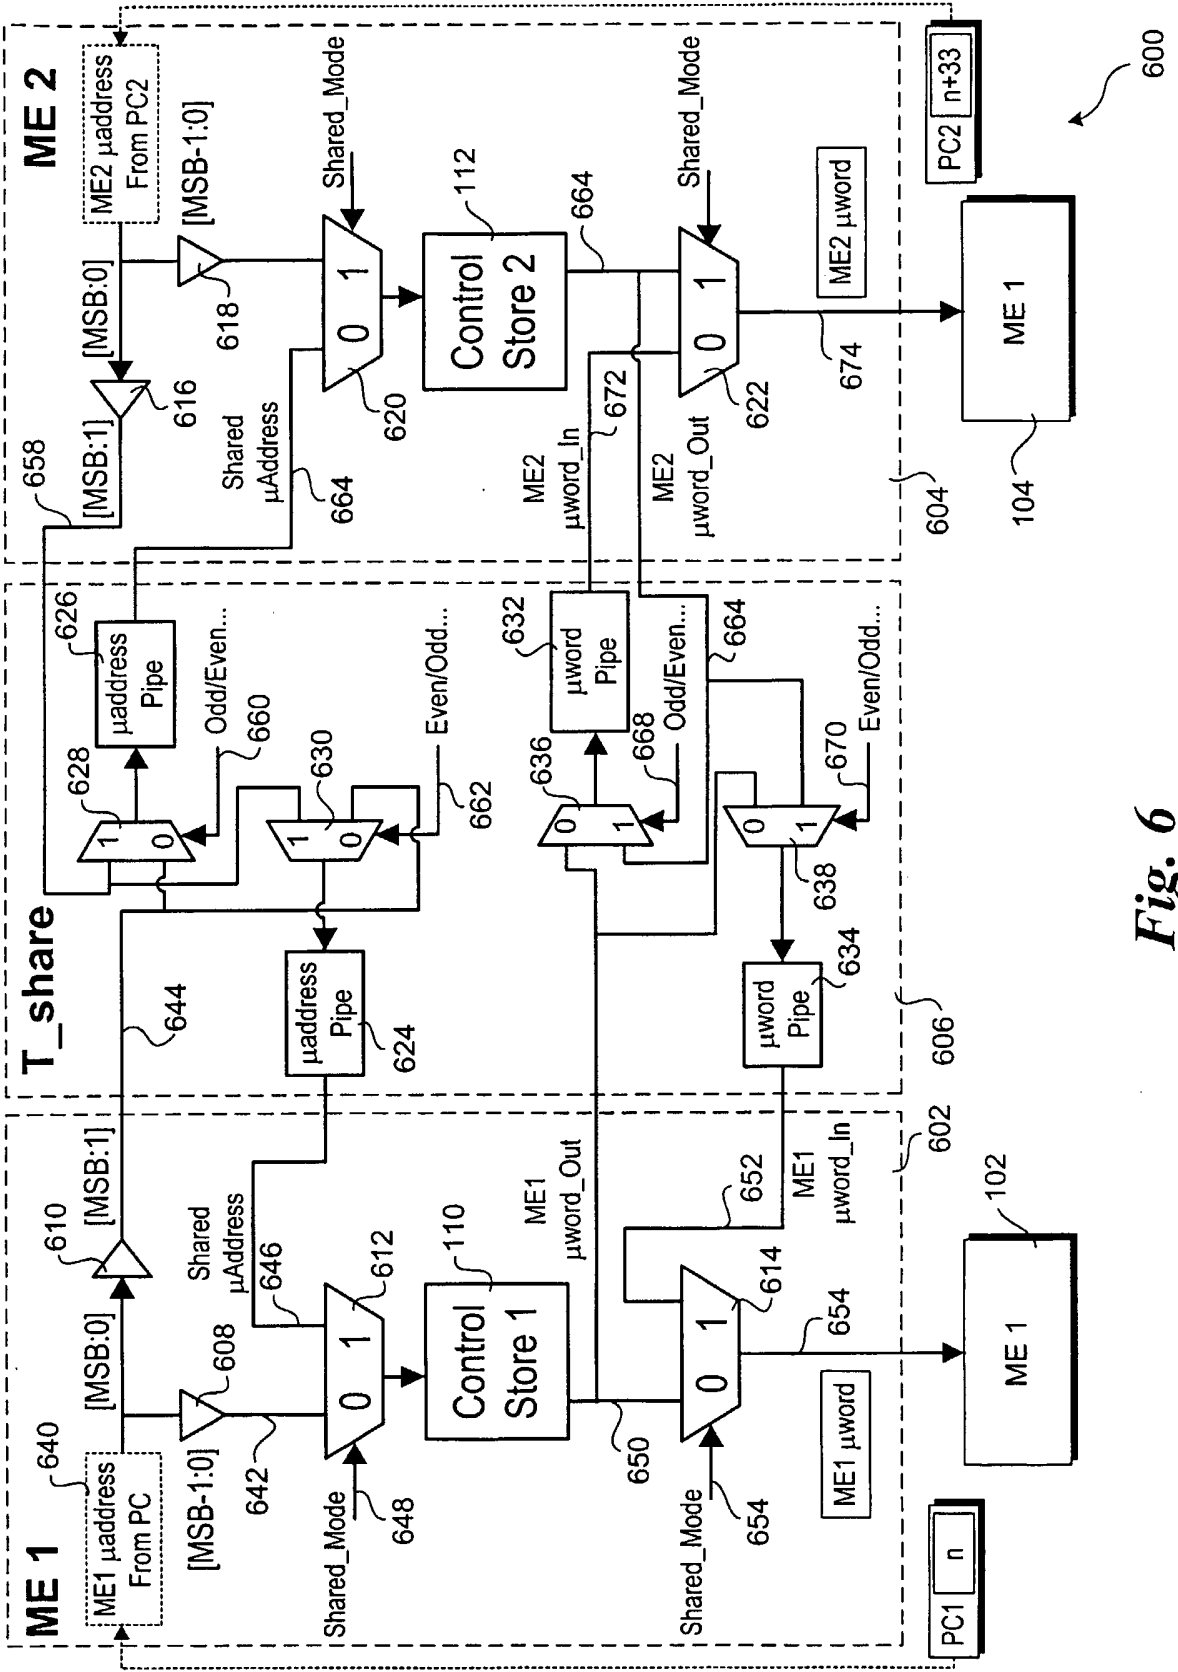 ME 1
ME1 µaddress
From PC
640
[MSB:0]
610
[MSB:1]
[MSB-1:0]
608
642
Shared
µAddress
646
0 1
612
Shared_Mode
648
Control
Store 1
110
ME1
µword_Out
650
0 1
614
Shared_Mode
654
652
ME1
µword_In
654
ME1 µword
602
PC1
n
ME 1
102
T_share
644
628
1
0
µaddress
Pipe
626
Odd/Even...
660
1
0
630
Even/Odd...
662
µaddress
Pipe
624
636
0
1
µword
Pipe
632
668
Odd/Even...
664
0
1
638
670
Even/Odd...
µword
Pipe
634
606
ME 2
ME2 µaddress
From PC2
[MSB:0]
616
[MSB:1]
658
[MSB-1:0]
618
Shared
µAddress
664
0 1
620
Shared_Mode
Control
Store 2
112
664
ME2
µword_In
672
ME2
µword_Out
0 1
622
Shared_Mode
674
ME2 µword
604
PC2
n+33
ME 1
104
600
Fig. 6